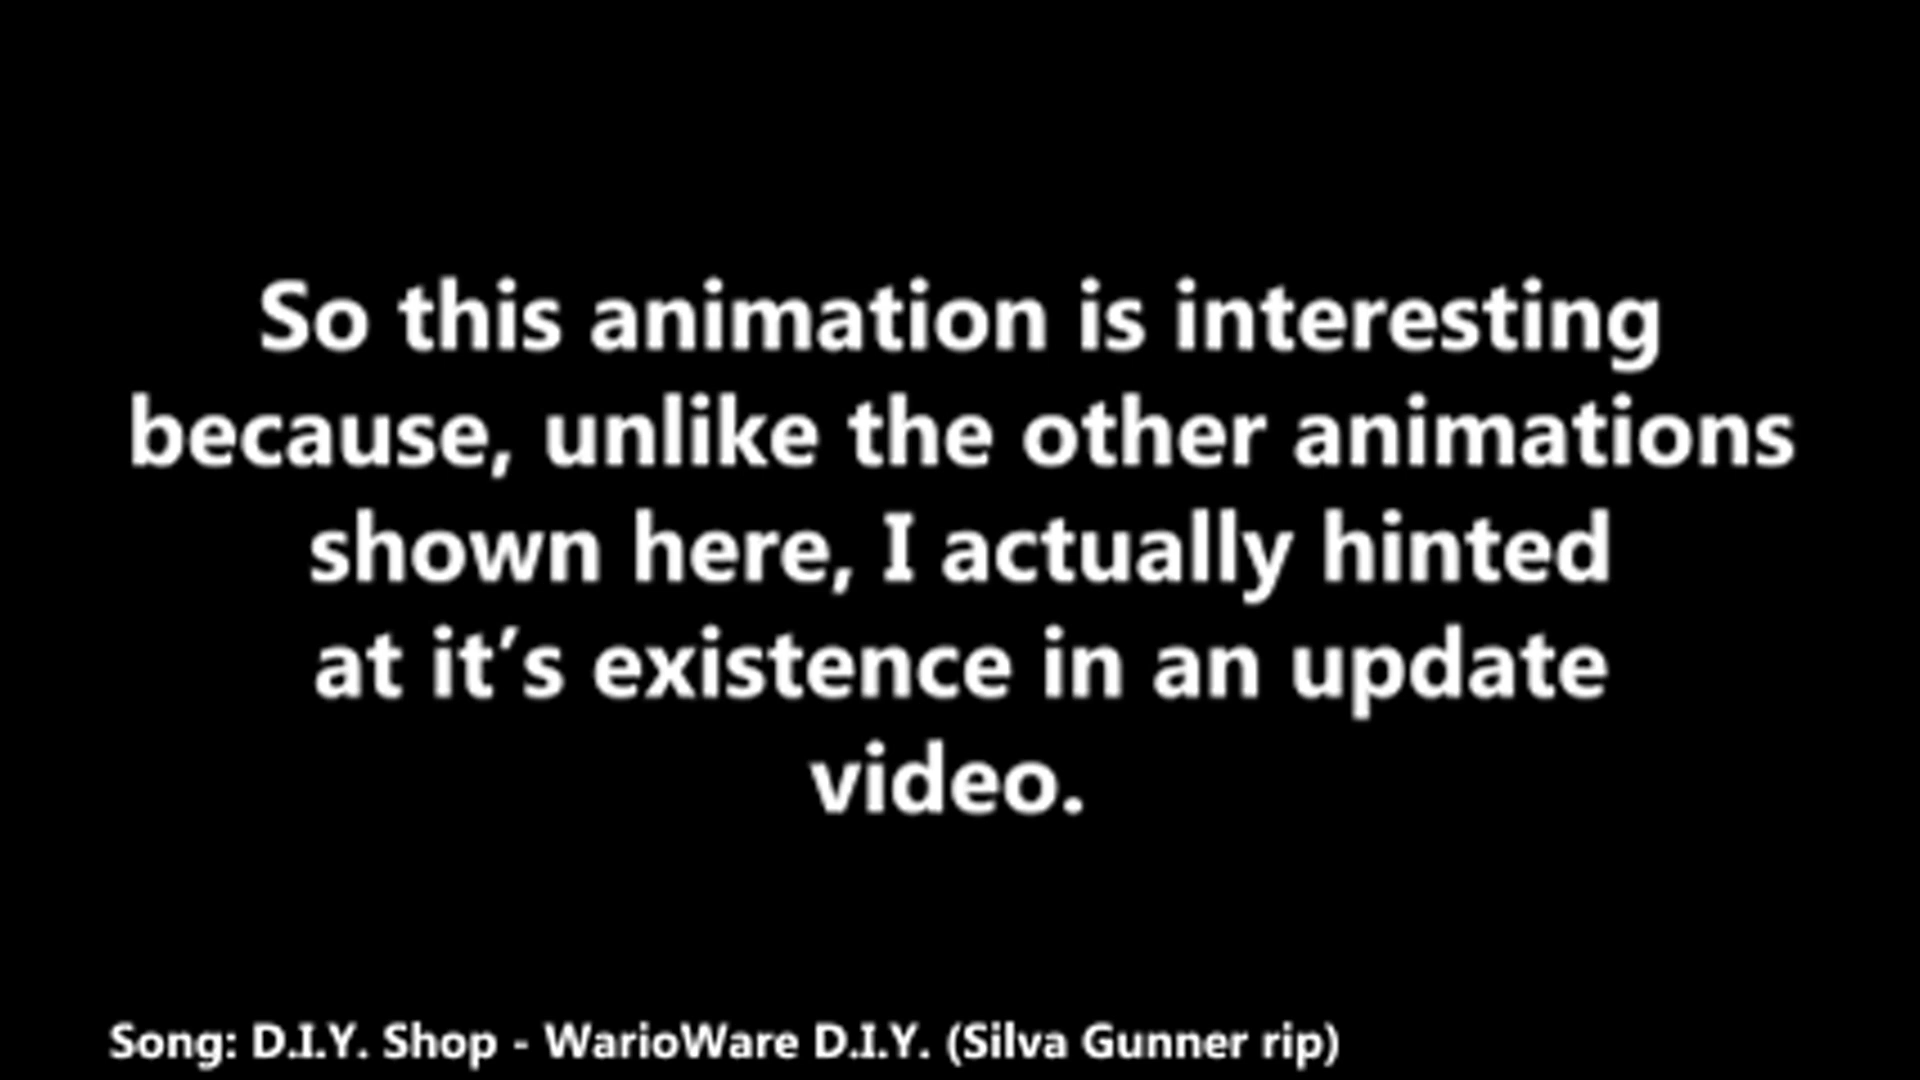 So this animation is interesting
because, unlike the other animations
shown here, I actually hinted
at it’s existence in an update
video.
Song: D.I.Y. Shop - WarioWare D.I.Y. (Silva Gunner rip)